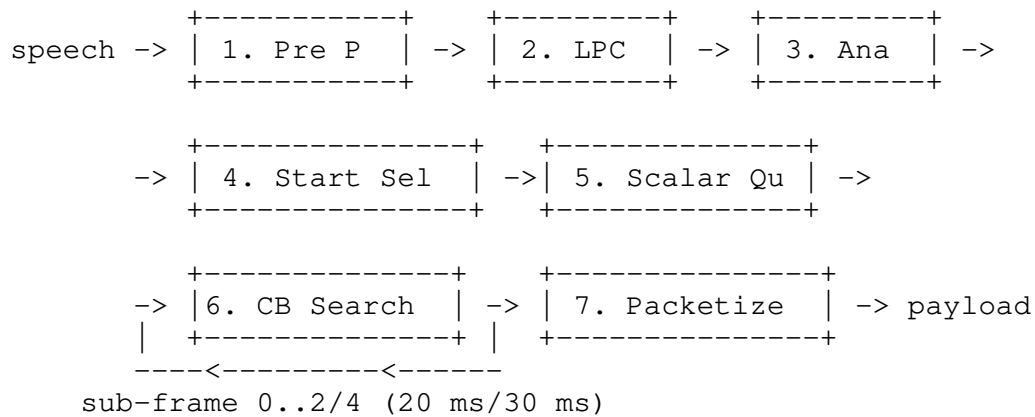 +-----------+    +---------+    +---------+
speech -> | 1. Pre P  | -> | 2. LPC  | -> | 3. Ana  | ->
+-----------+    +---------+    +---------+
+---------------+   +--------------+
-> | 4. Start Sel  | ->| 5. Scalar Qu | ->
+---------------+   +--------------+
+--------------+    +---------------+
-> |6. CB Search  | -> | 7. Packetize  | -> payload
|  +--------------+ |  +---------------+
----<---------<------
sub-frame 0..2/4 (20 ms/30 ms)